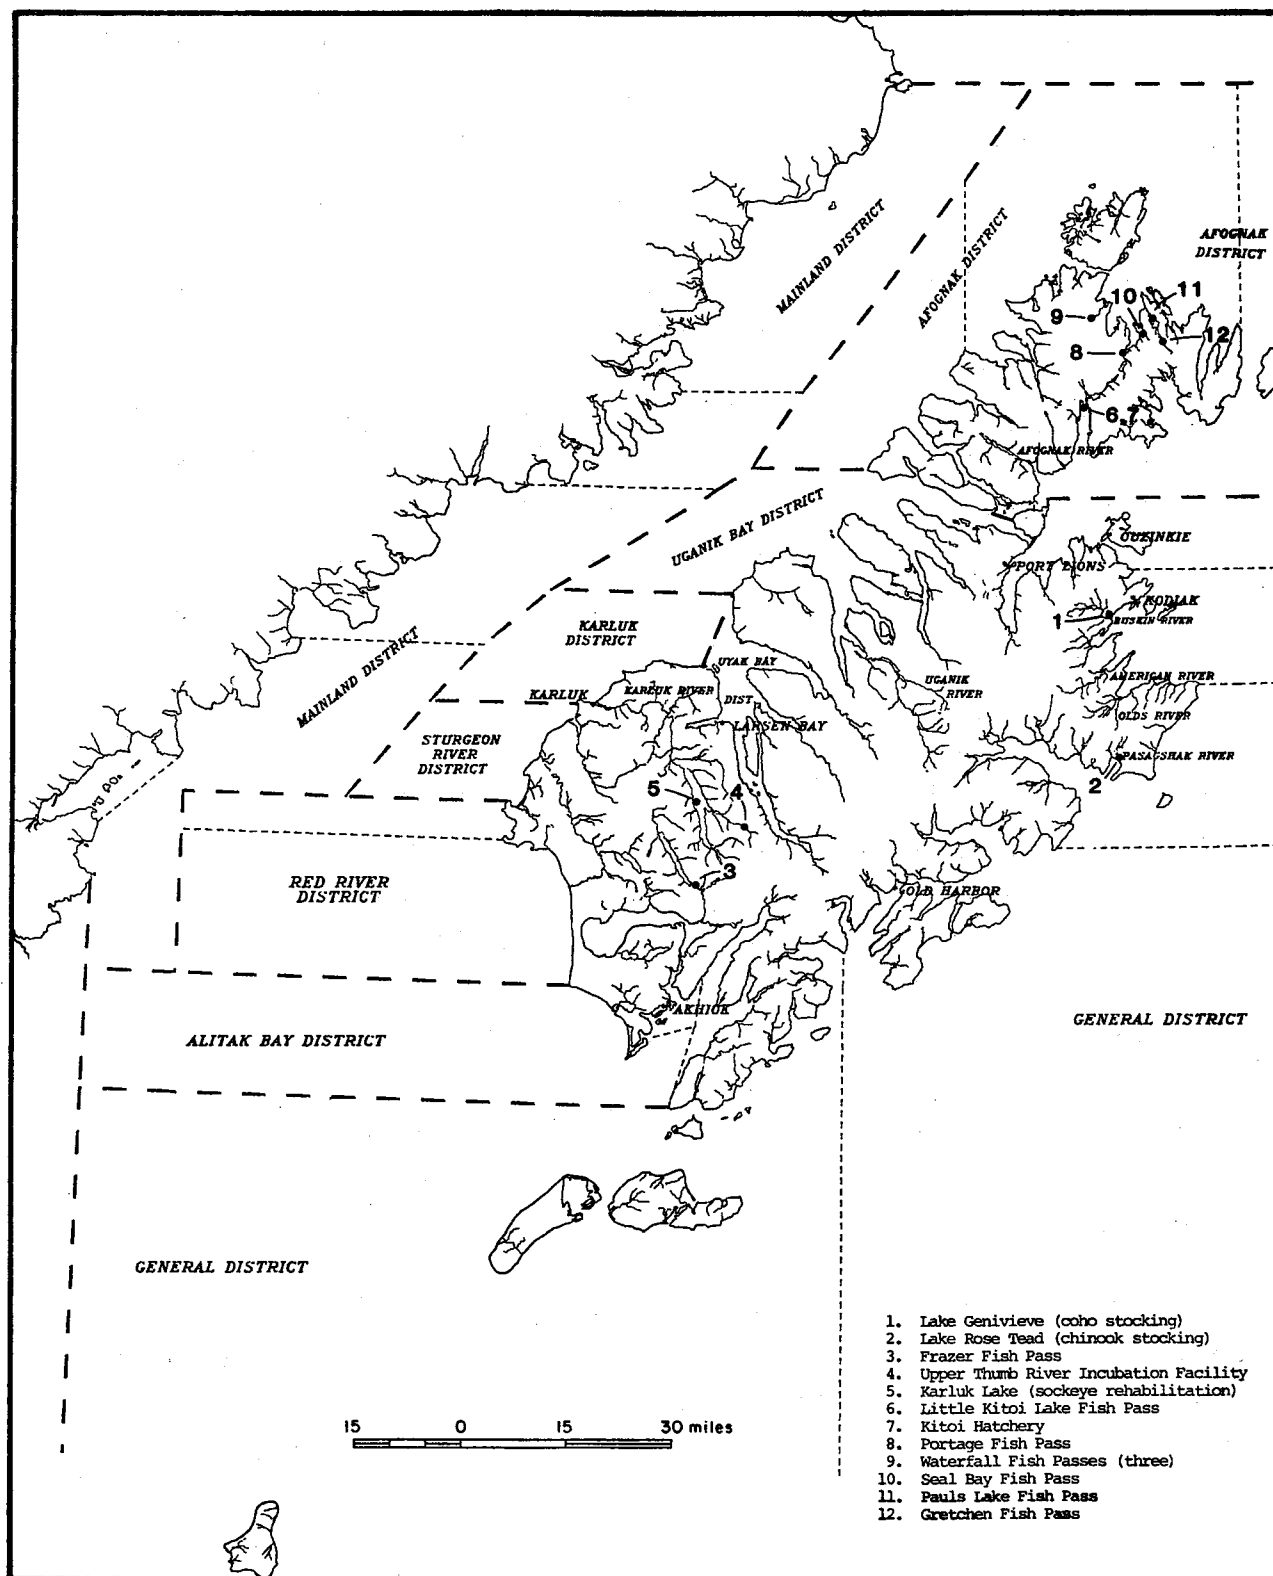 MAINLAND DISTRICT
AFOGNAK DISTRICT
AFOGNAK
DISTRICT
10
11
9
12
8
6
7
AFOGNAK RIVER
UGANIK BAY DISTRICT
OUZINKIE
PORT LIONS
KODIAK
1
BUSKIN RIVER
KARLUK
DISTRICT
MAINLAND DISTRICT
UYAK BAY
DIST.
UGANIK
RIVER
AMERICAN RIVER
KARLUK
KARLUK RIVER
OLDS RIVER
LARSEN BAY
STURGEON
RIVER
DISTRICT
PASAGSHAK RIVER
2
5
4
3
RED RIVER
DISTRICT
OLD HARBOR
AKHIOK
GENERAL DISTRICT
ALITAK BAY DISTRICT
GENERAL DISTRICT
1. Lake Genivieve (coho stocking)
2. Lake Rose Tead (chinook stocking)
3. Frazer Fish Pass
4. Upper Thumb River Incubation Facility
5. Karluk Lake (sockeye rehabilitation)
6. Little Kitoi Lake Fish Pass
7. Kitoi Hatchery
8. Portage Fish Pass
9. Waterfall Fish Passes (three)
10. Seal Bay Fish Pass
11. Pauls Lake Fish Pass
12. Gretchen Fish Pass
15 0 15 30 miles